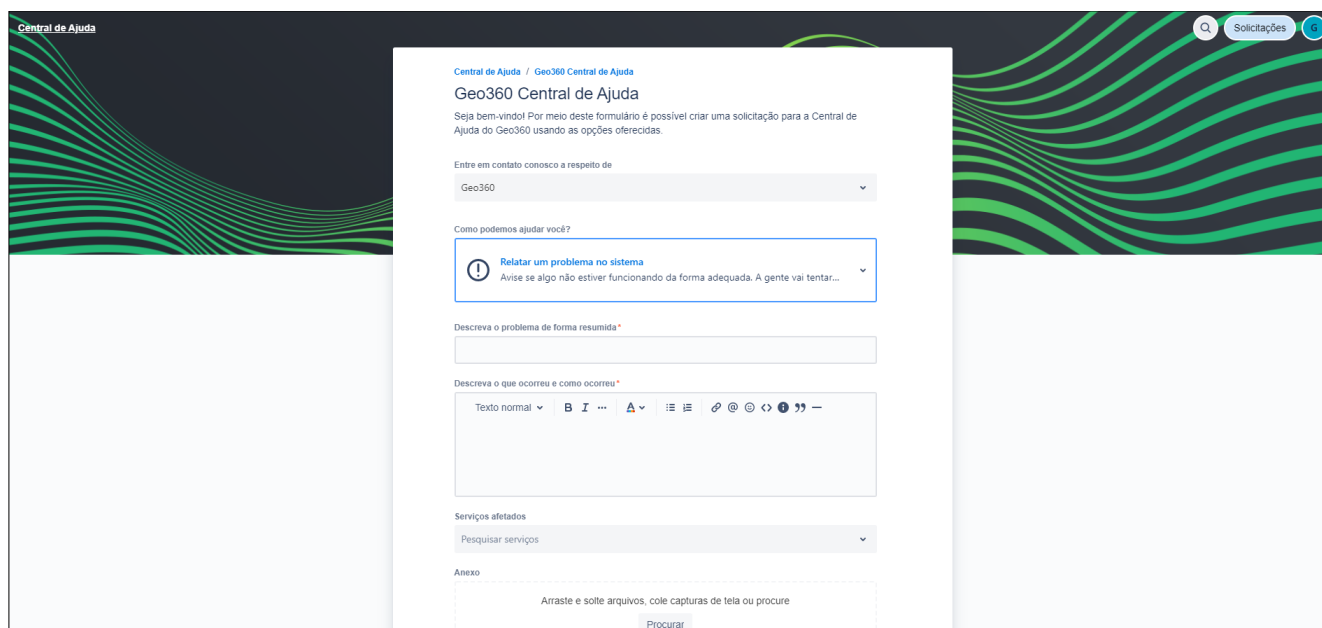 Central de Ajuda
Solicitações
G
Central de Ajuda / Geo360 Central de Ajuda
Geo360 Central de Ajuda
Seja bem-vindo! Por meio deste formulário é possível criar uma solicitação para a Central de
Ajuda do Geo360 usando as opções oferecidas.
Entre em contato conosco a respeito de
Geo360
Como podemos ajudar você?
Relatar um problema no sistema
Avise se algo não estiver funcionando da forma adequada. A gente vai tentar...
Descreva o problema de forma resumida*
Descreva o que ocorreu e como ocorreu*
Texto normal B I ... A
Serviços afetados
Pesquisar serviços
Anexo
Arraste e solte arquivos, cole capturas de tela ou procure
Procurar